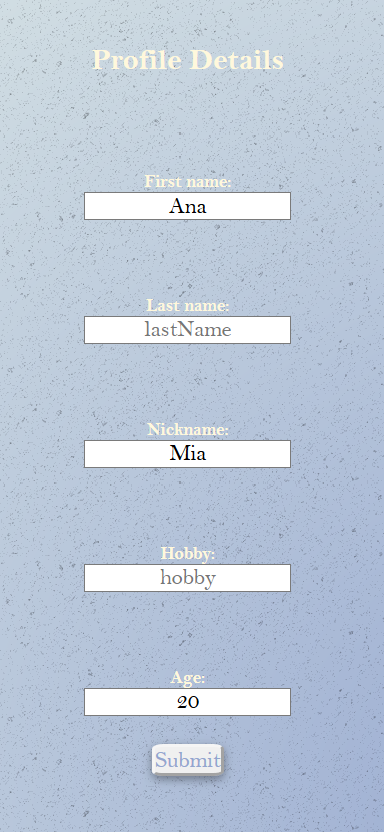 Profile Details
First name:
Ana
Last name:
lastName
Nickname:
Mia
Hobby:
hobby
Age:
20
Submit